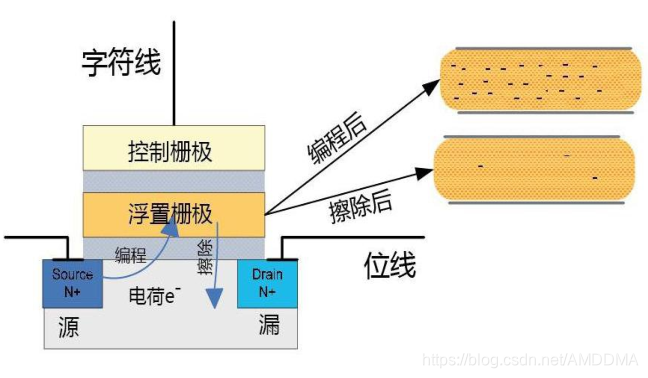 字符线
控制栅极
浮置栅极
编程后
擦除后
编程
擦除
位线
Source
N+
电荷e⁻
Drain
N+
源
漏
https://blog.csdn.net/AMDDMA